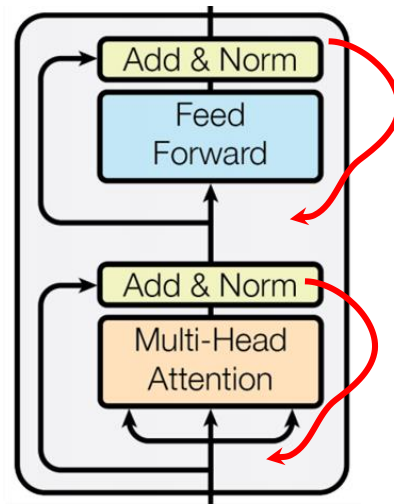 Add & Norm
Feed
Forward
Add & Norm
Multi-Head
Attention